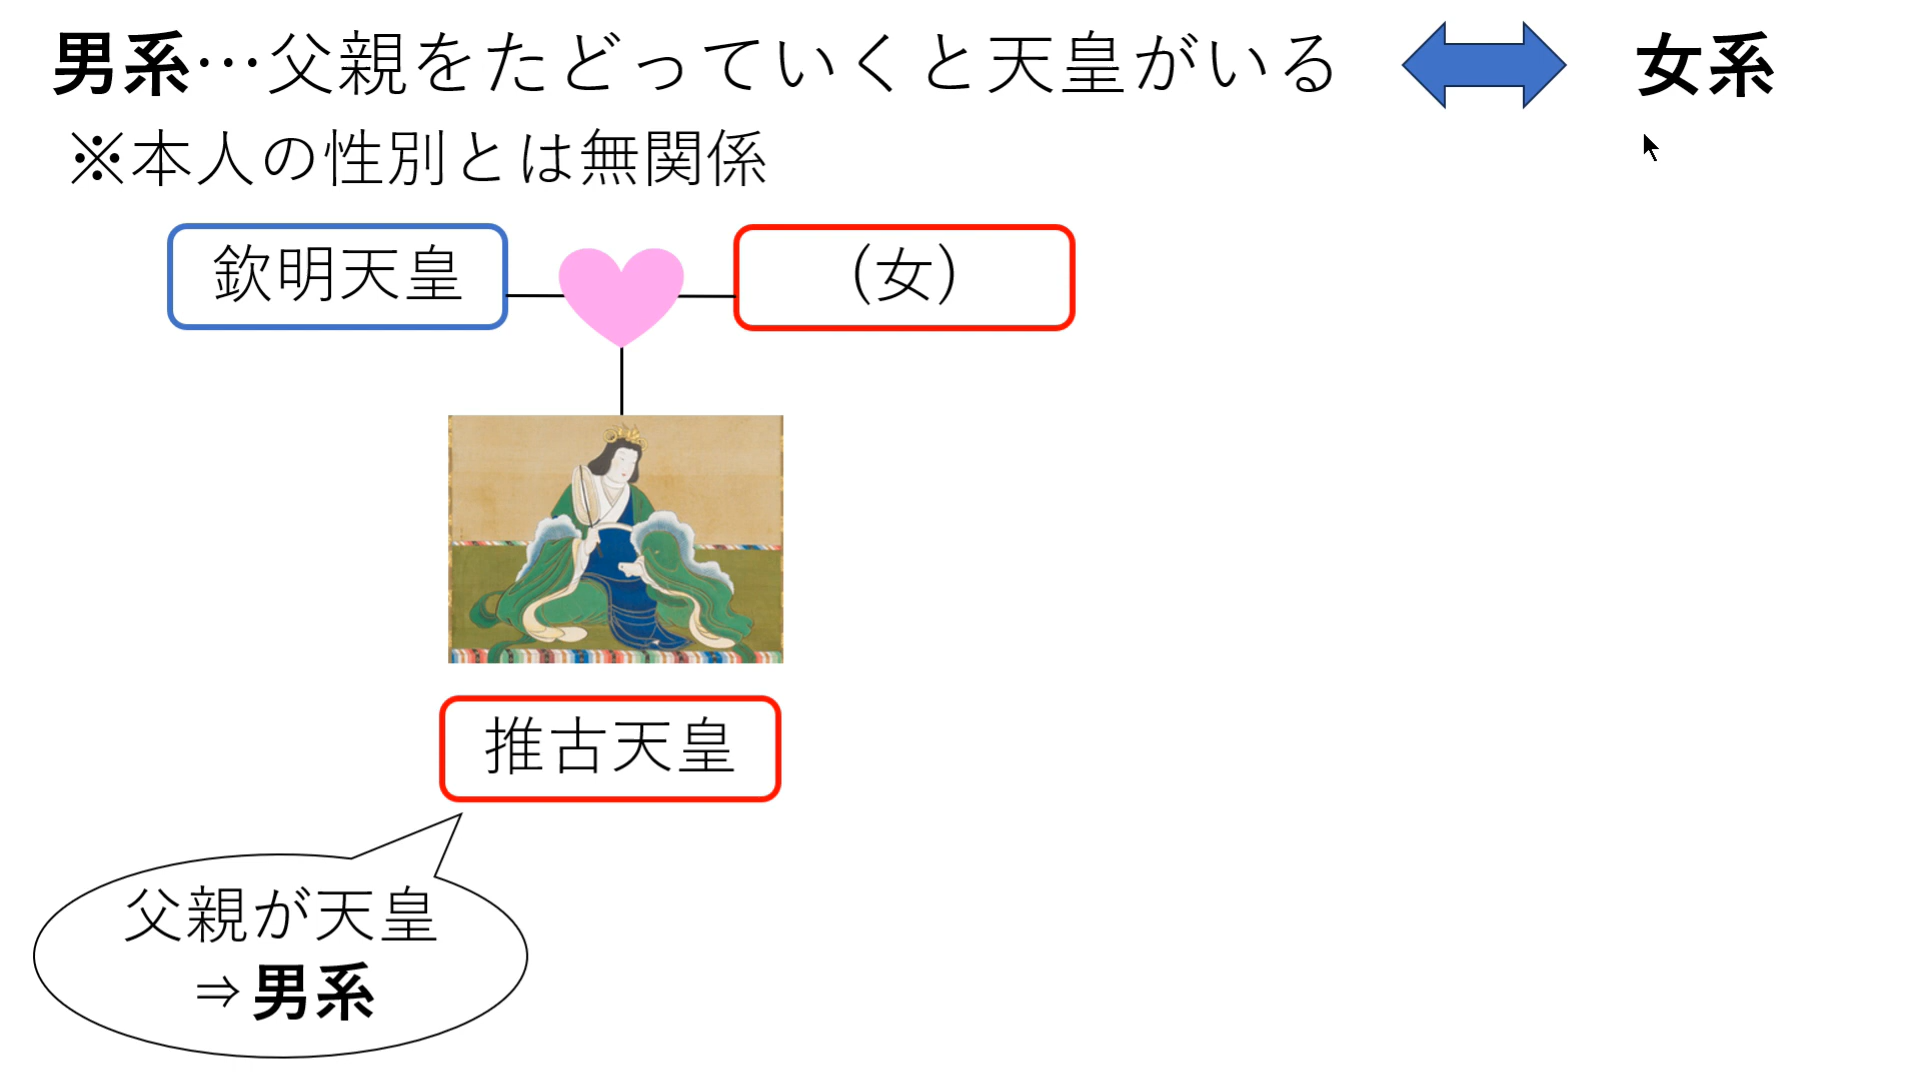 男系…父親をたどっていくと天皇がいる
女系
※本人の性別とは無関係
欽明天皇
（女）
推古天皇
父親が天皇
⇒男系